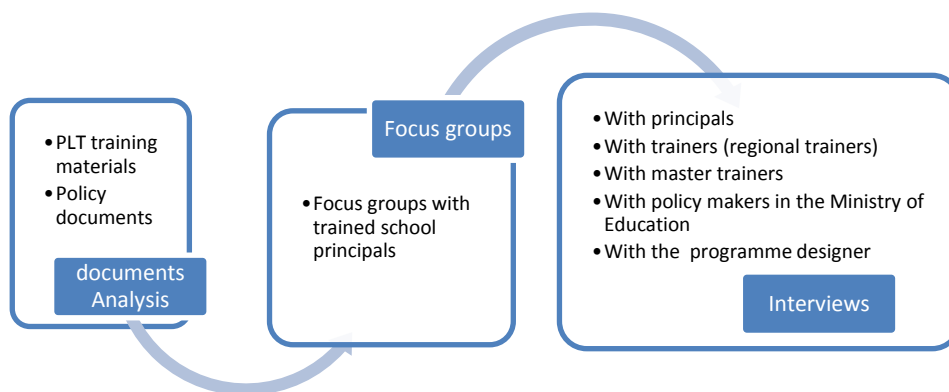 •PLT training
materials
•Policy
documents
documents
Analysis
Focus groups
•Focus groups with
trained school
principals
•With principals
•With trainers (regional trainers)
•With master trainers
•With policy makers in the Ministry of
Education
•With the  programme designer
Interviews